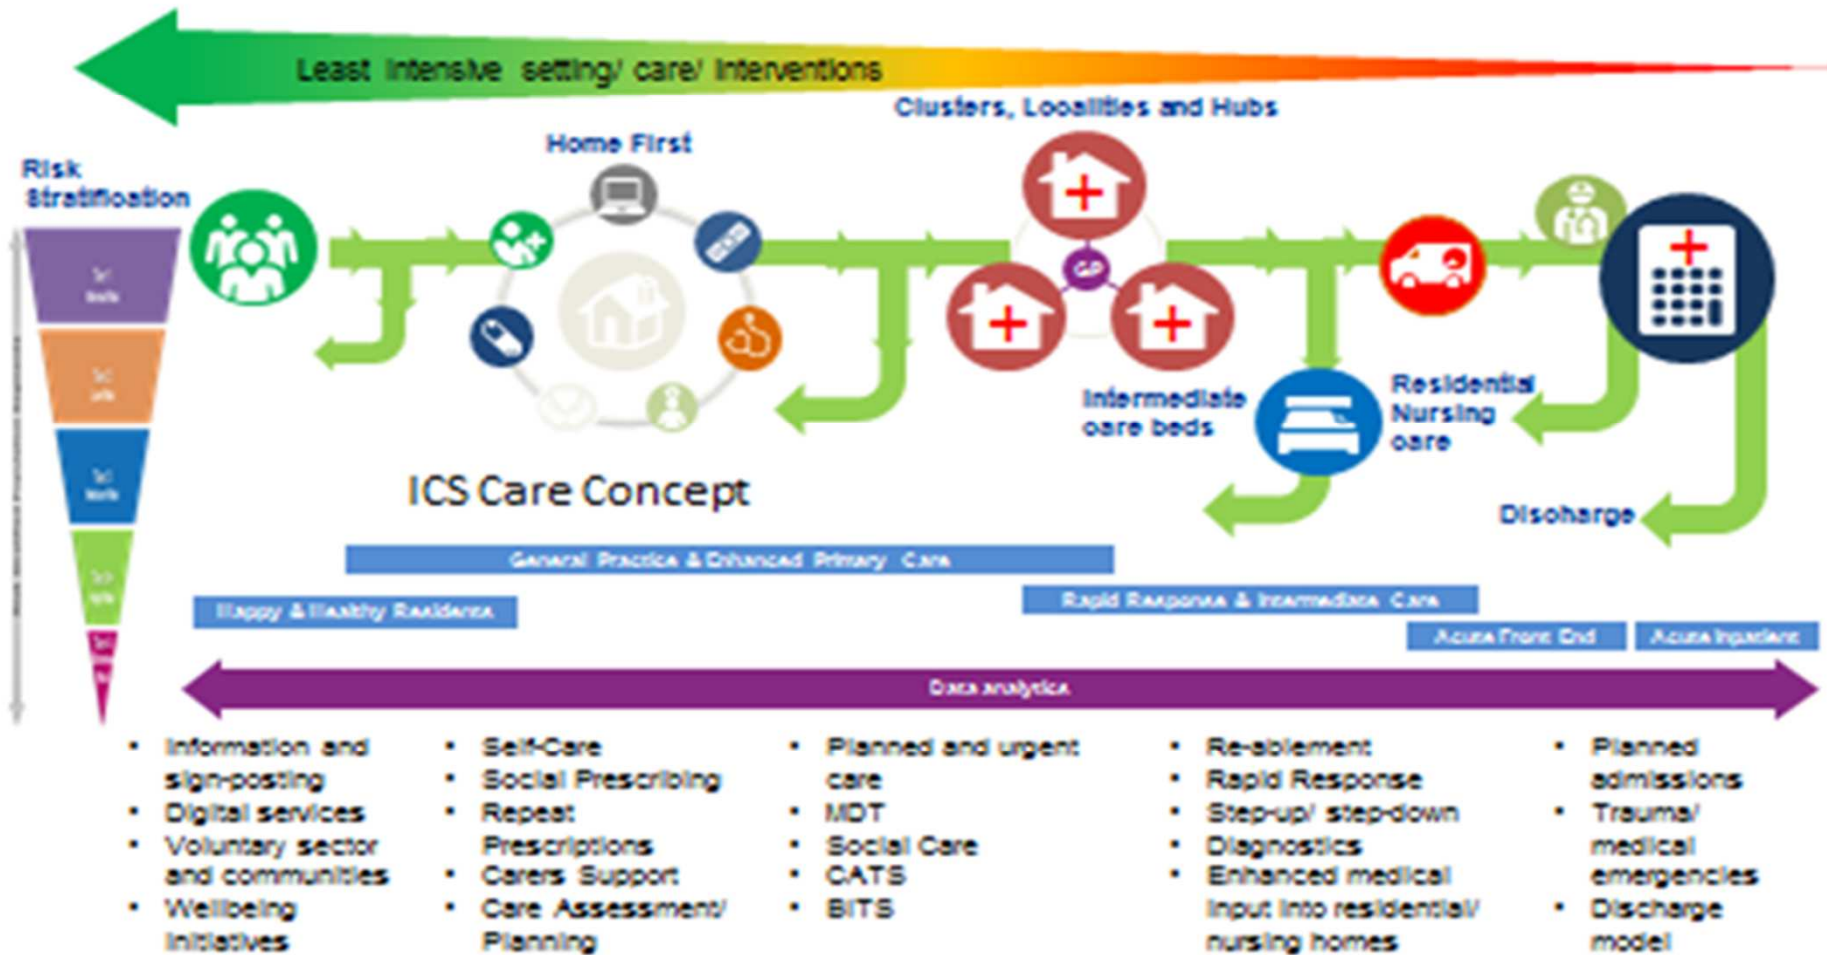 Least intensive setting/ care/ interventions
Clusters, Localities and Hubs
Home First
Risk
Stratification
GP
Intermediate
care beds
Residential
Nursing
care
Discharge
ICS Care Concept
General Practice & Enhanced Primary Care
Rapid Response & Intermediate Care
Happy & Healthy Residents
Acute Front End
Acute Inpatient
Data analytics
• Information and
sign-posting
• Digital services
• Voluntary sector
and communities
• Wellbeing
initiatives
• Self-Care
• Social Prescribing
• Repeat
Prescriptions
• Carers Support
• Care Assessment/
Planning
• Planned and urgent
care
• MDT
• Social Care
• CATS
• BITS
• Re-ablement
• Rapid Response
• Step-up/ step-down
• Diagnostics
• Enhanced medical
input into residential/
nursing homes
• Planned
admissions
• Trauma/
medical
emergencies
• Discharge
model